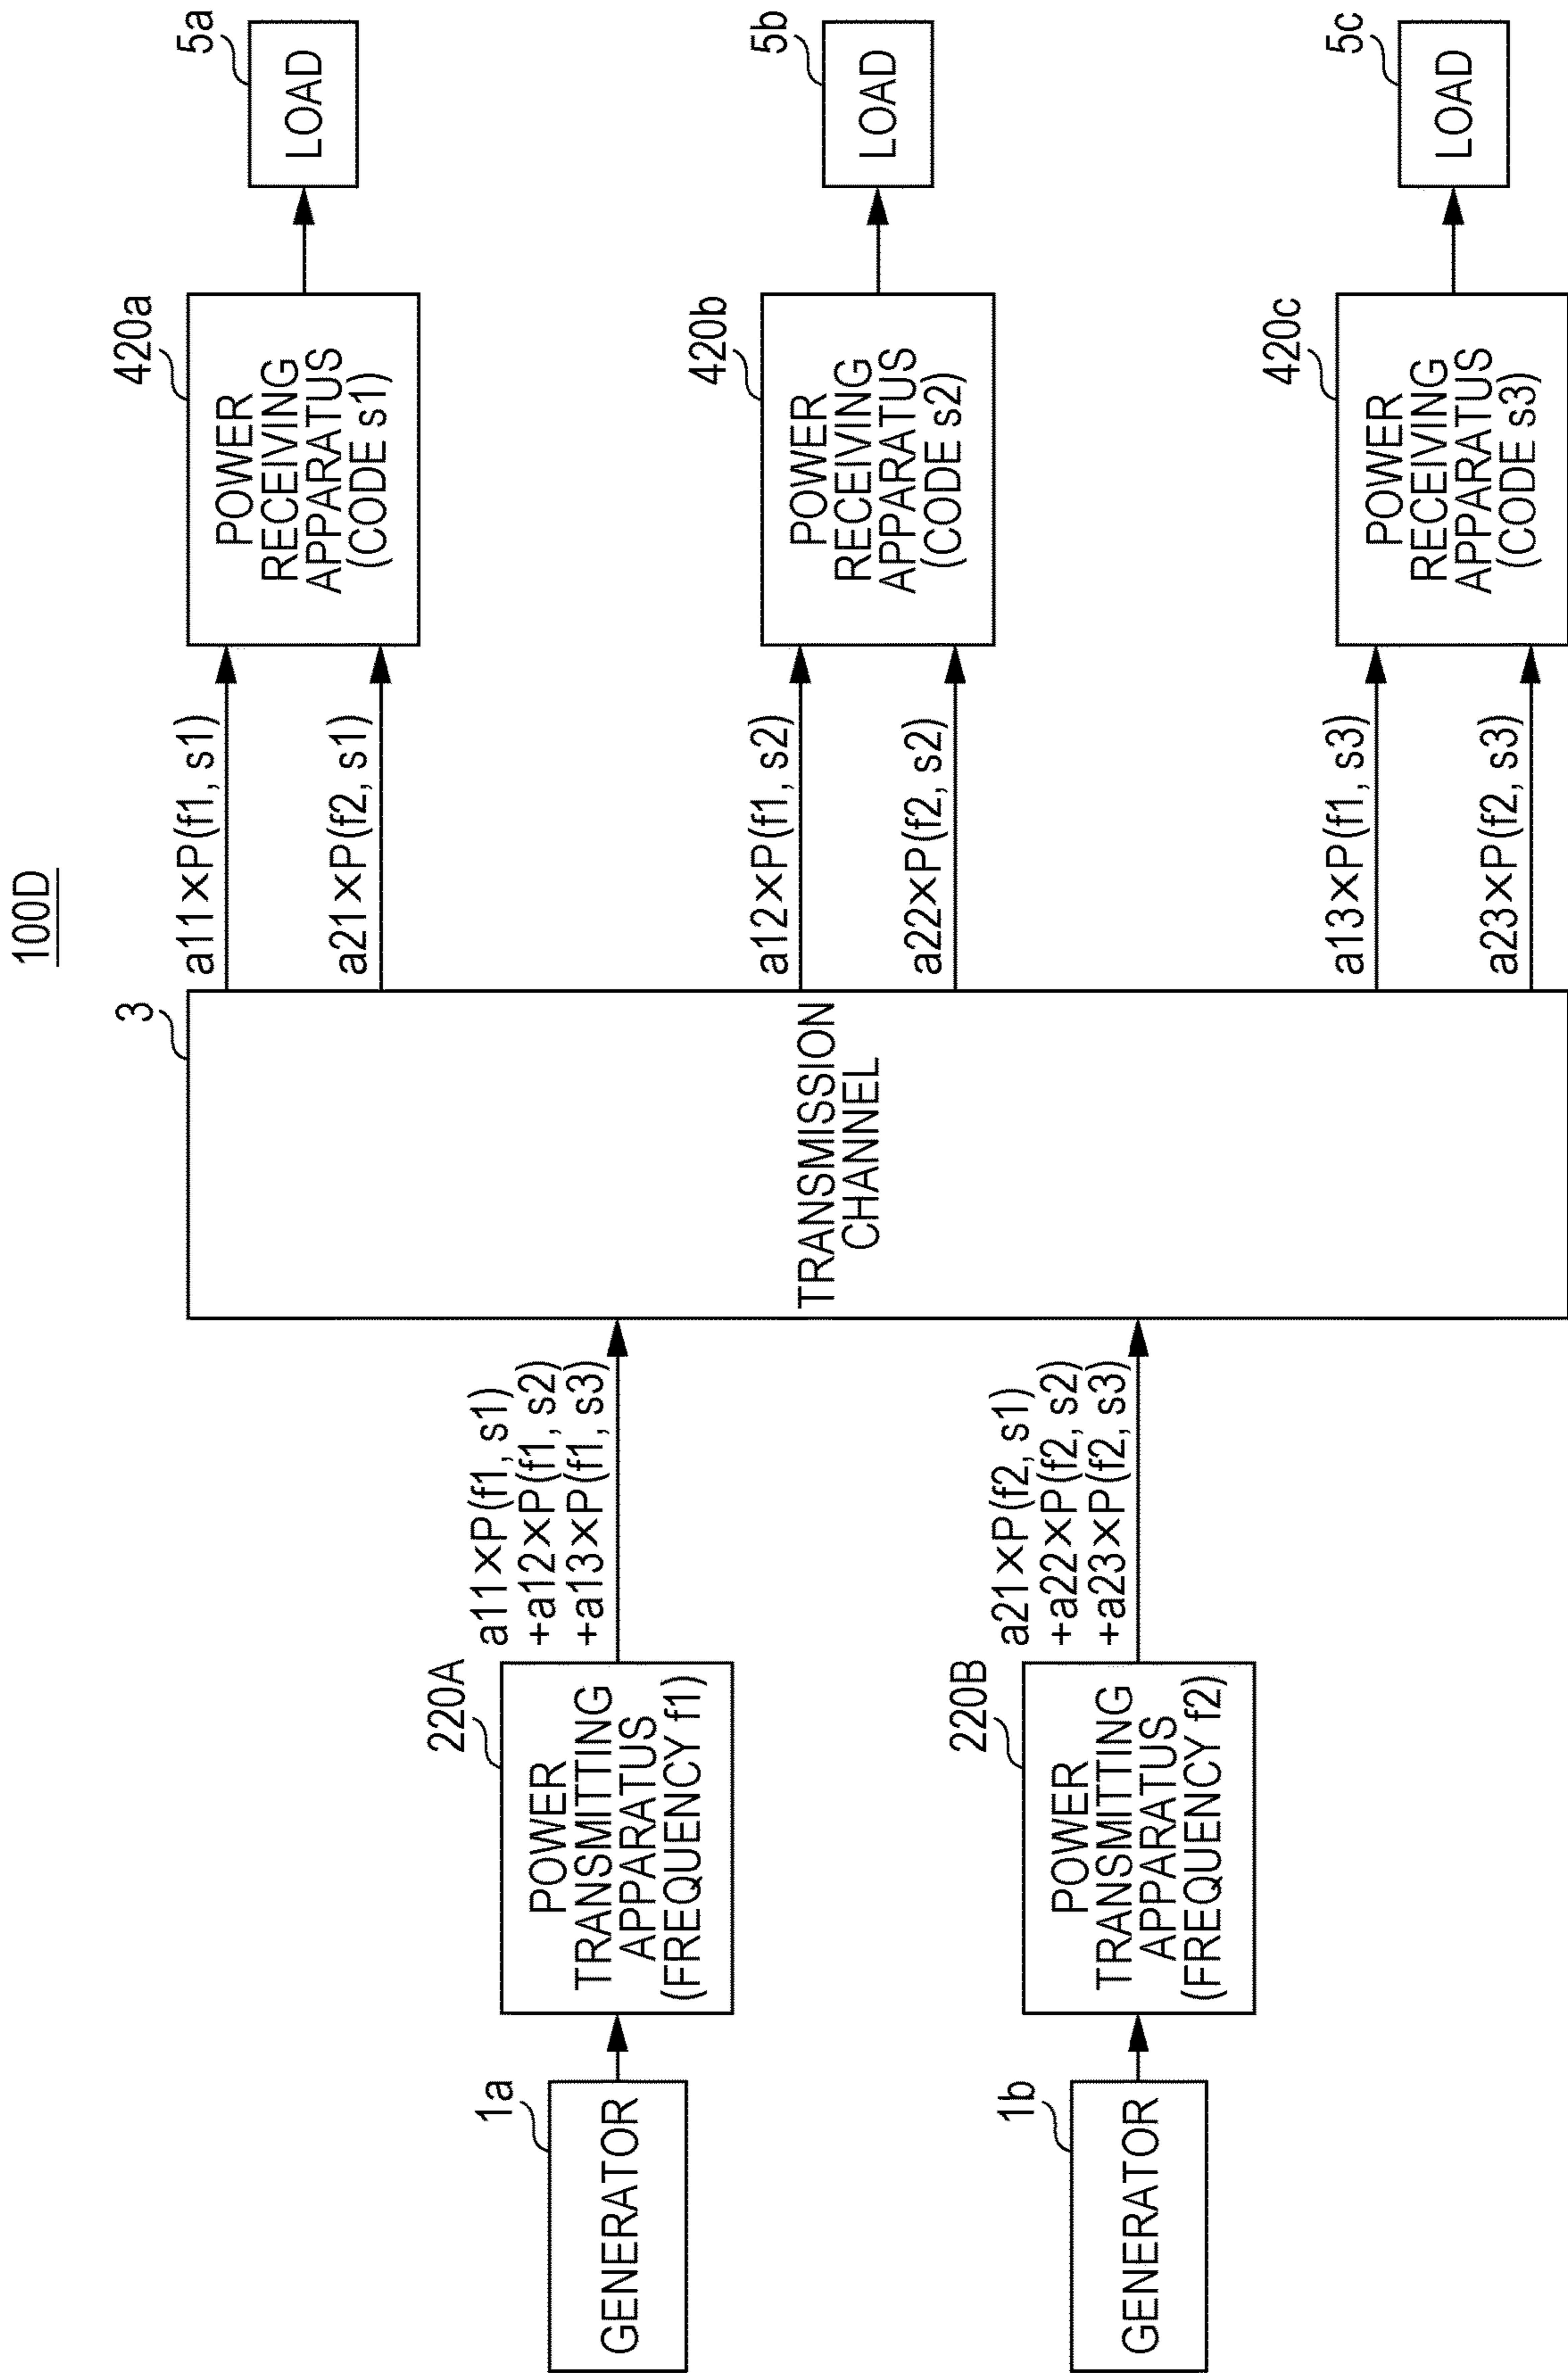 100D
1a
GENERATOR
220A
POWER
TRANSMITTING
APPARATUS
(FREQUENCY f1)
a11×P(f1, s1)
+a12×P(f1, s2)
+a13×P(f1, s3)
1b
GENERATOR
220B
POWER
TRANSMITTING
APPARATUS
(FREQUENCY f2)
a21×P(f2, s1)
+a22×P(f2, s2)
+a23×P(f2, s3)
3
TRANSMISSION
CHANNEL
a11×P(f1, s1)
a21×P(f2, s1)
420a
POWER
RECEIVING
APPARATUS
(CODE s1)
5a
LOAD
a12×P(f1, s2)
a22×P(f2, s2)
420b
POWER
RECEIVING
APPARATUS
(CODE s2)
5b
LOAD
a13×P(f1, s3)
a23×P(f2, s3)
420c
POWER
RECEIVING
APPARATUS
(CODE s3)
5c
LOAD